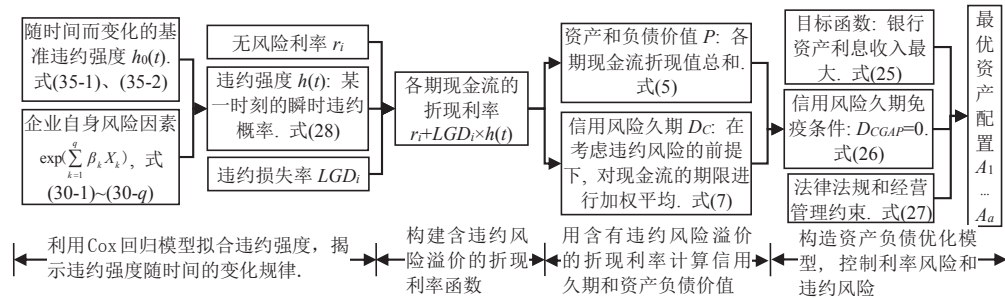 随时间而变化的基
准违约强度 h0(t).
式(35-1)、(35-2)
企业自身风险因素
exp(∑_{k=1}^{q} βkXk), 式
(30-1)~(30-q)
无风险利率 ri
违约强度 h(t): 某
一时刻的瞬时违约
概率. 式(28)
违约损失率 LGDi
各期现金流的
折现利率
ri+LGDi×h(t)
资产和负债价值 P: 各
期现金流折现值总和.
式(5)
信用风险久期 DC: 在
考虑违约风险的前提
下, 对现金流的期限进
行加权平均. 式(7)
目标函数: 银行
资产利息收入最
大. 式(25)
信用风险久期免
疫条件: DCGAP=0.
式(26)
法律法规和经营
管理约束. 式(27)
最
优
资
产
配
置
A1
...
Aa
利用Cox回归模型拟合违约强度, 揭
示违约强度随时间的变化规律.
构建含违约风
险溢价的折现
利率函数
用含有违约风险溢价
的折现利率计算信用
久期和资产负债价值
构造资产负债优化模
型, 控制利率风险和
违约风险